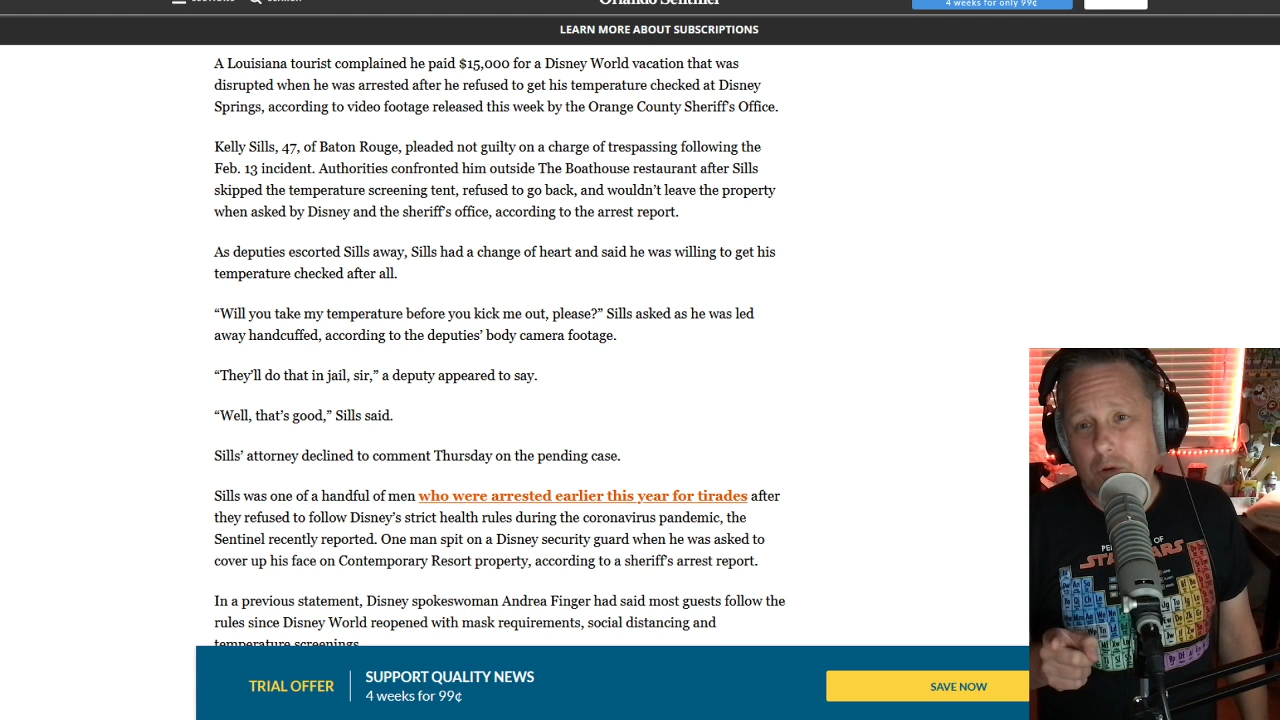 SECTIONS
SEARCH
Orlando Sentinel
4 weeks for only 99¢
LEARN MORE ABOUT SUBSCRIPTIONS
A Louisiana tourist complained he paid $15,000 for a Disney World vacation that was
disrupted when he was arrested after he refused to get his temperature checked at Disney
Springs, according to video footage released this week by the Orange County Sheriff's Office.
Kelly Sills, 47, of Baton Rouge, pleaded not guilty on a charge of trespassing following the
Feb. 13 incident. Authorities confronted him outside The Boathouse restaurant after Sills
skipped the temperature screening tent, refused to go back, and wouldn't leave the property
when asked by Disney and the sheriff's office, according to the arrest report.
As deputies escorted Sills away, Sills had a change of heart and said he was willing to get his
temperature checked after all.
“Will you take my temperature before you kick me out, please?” Sills asked as he was led
away handcuffed, according to the deputies’ body camera footage.
“They’ll do that in jail, sir,” a deputy appeared to say.
“Well, that’s good,” Sills said.
Sills’ attorney declined to comment Thursday on the pending case.
Sills was one of a handful of men who were arrested earlier this year for tirades after
they refused to follow Disney’s strict health rules during the coronavirus pandemic, the
Sentinel recently reported. One man spit on a Disney security guard when he was asked to
cover up his face on Contemporary Resort property, according to a sheriff’s arrest report.
In a previous statement, Disney spokeswoman Andrea Finger had said most guests follow the
rules since Disney World reopened with mask requirements, social distancing and
temperature screenings.
TRIAL OFFER
SUPPORT QUALITY NEWS
4 weeks for 99¢
SAVE NOW